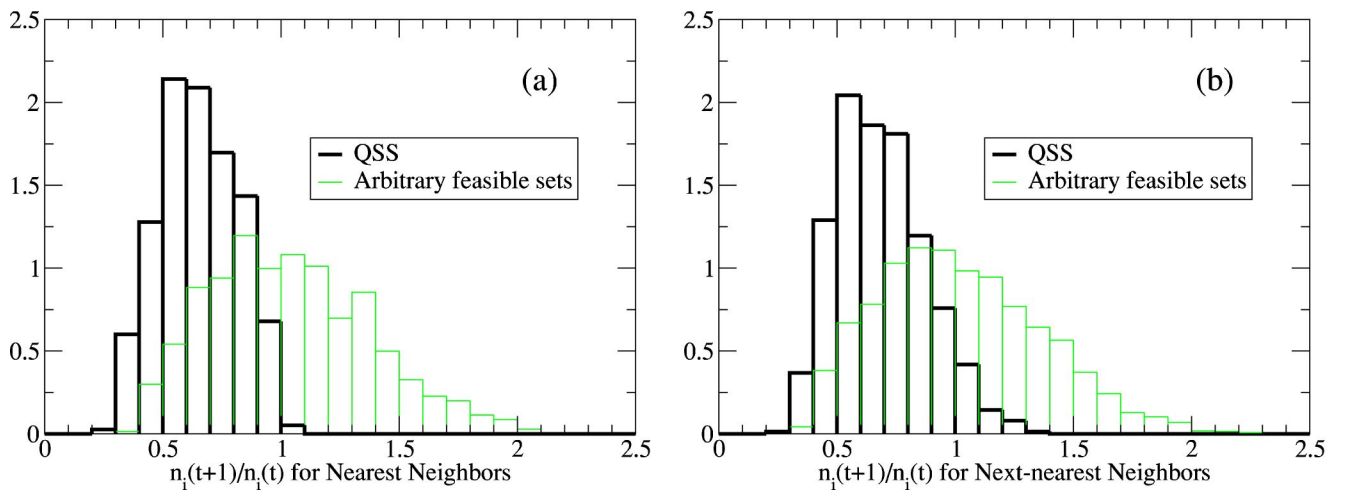 2.5
(a)
2
QSS
Arbitrary feasible sets
1.5
1
0.5
0
0 0.5 1 1.5 2 2.5
n_i(t+1)/n_i(t) for Nearest Neighbors
2.5
(b)
2
QSS
Arbitrary feasible sets
1.5
1
0.5
0
0 0.5 1 1.5 2 2.5
n_i(t+1)/n_i(t) for Next-nearest Neighbors